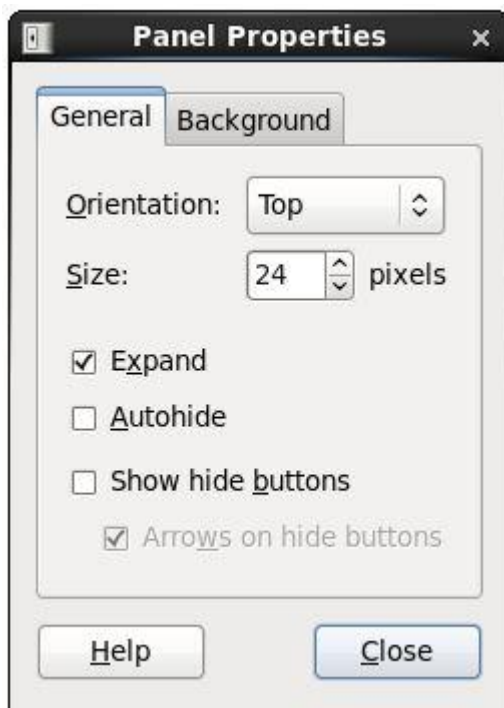 Panel Properties
General Background
Orientation: Top
Size: 24 pixels
Expand
Autohide
Show hide buttons
Arrows on hide buttons
Help Close